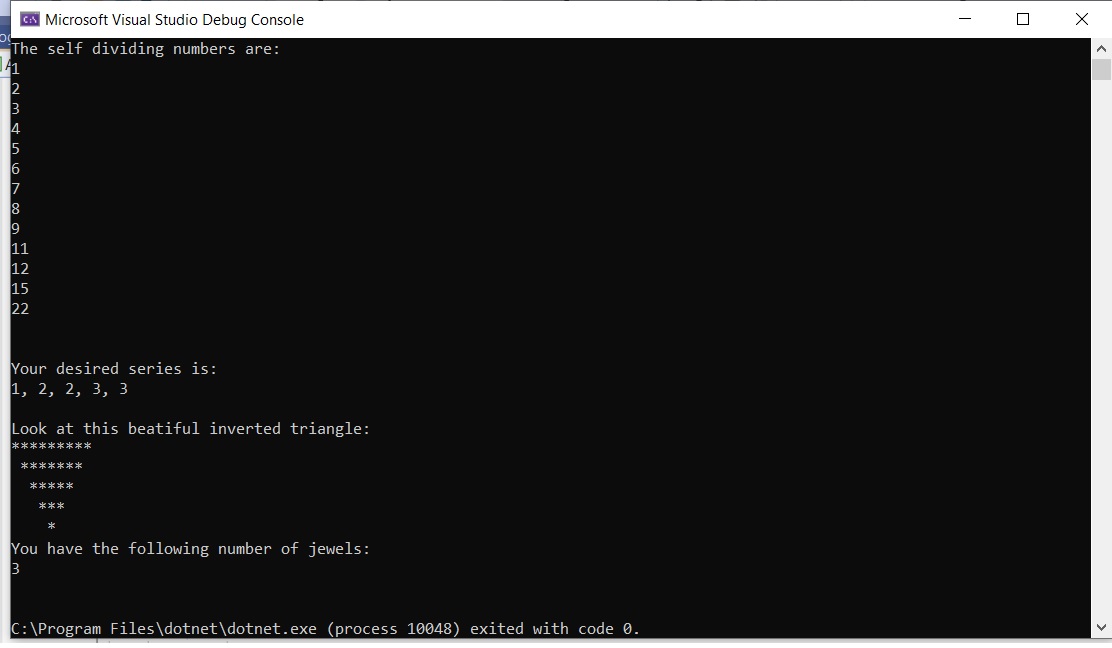 Microsoft Visual Studio Debug Console
The self dividing numbers are:
1
2
3
4
5
6
7
8
9
11
12
15
22
Your desired series is:
1, 2, 2, 3, 3
Look at this beatiful inverted triangle:
*********
 *******
  *****
   ***
    *
You have the following number of jewels:
3
C:\Program Files\dotnet\dotnet.exe (process 10048) exited with code 0.